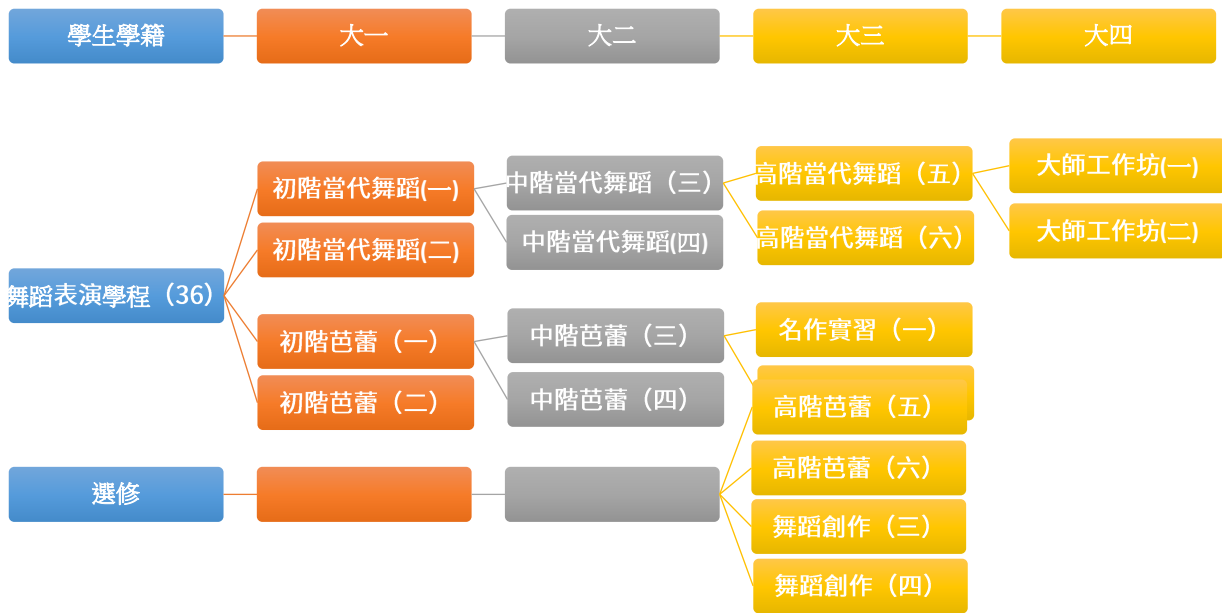 學生學籍
大一
大二
大三
大四
舞蹈表演學程（36）
初階當代舞蹈(一)
初階當代舞蹈(二)
中階當代舞蹈（三）
中階當代舞蹈(四)
高階當代舞蹈（五）
高階當代舞蹈（六）
大師工作坊(一)
大師工作坊(二)
初階芭蕾（一）
初階芭蕾（二）
中階芭蕾（三）
中階芭蕾（四）
名作實習（一）
選修
高階芭蕾（五）
高階芭蕾（六）
舞蹈創作（三）
舞蹈創作（四）